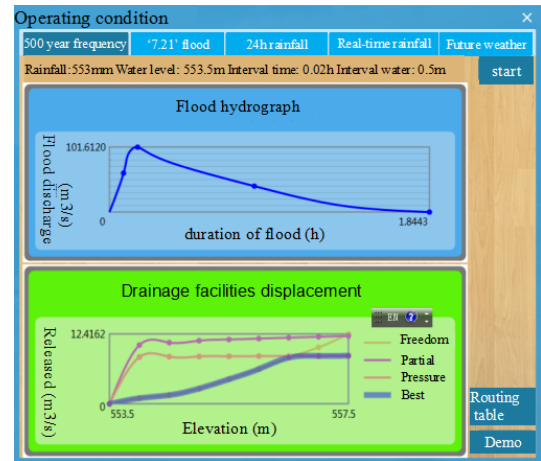 Operating condition ×
500 year frequency '7.21' flood 24h rainfall Real-time rainfall Future weather
Rainfall:553mm Water level: 553.5m Interval time: 0.02h Interval water: 0.5m start
Flood hydrograph
Flood discharge
(m3/s)
101.6120
0
1.8443
duration of flood (h)
Drainage facilities displacement
EN ?
Released (m3/s)
12.4162
0
553.5
557.5
Elevation (m)
Freedom
Partial
Pressure
Best
Routing
table
Demo